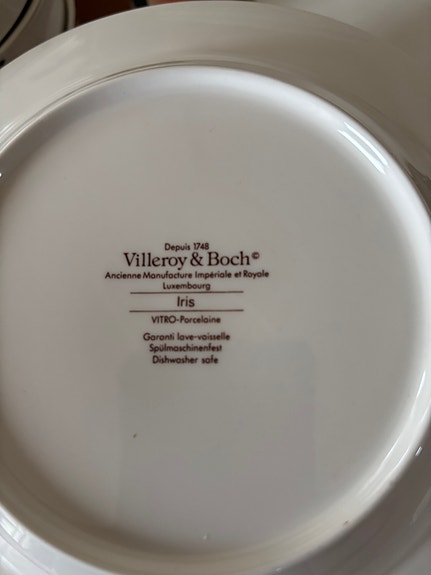 Depuis 1748
Villeroy & Boch©
Ancienne Manufacture Impériale et Royale
Luxembourg
Iris
VITRO-Porcelaine
Garanti lave-vaisselle
Spülmaschinenfest
Dishwasher safe